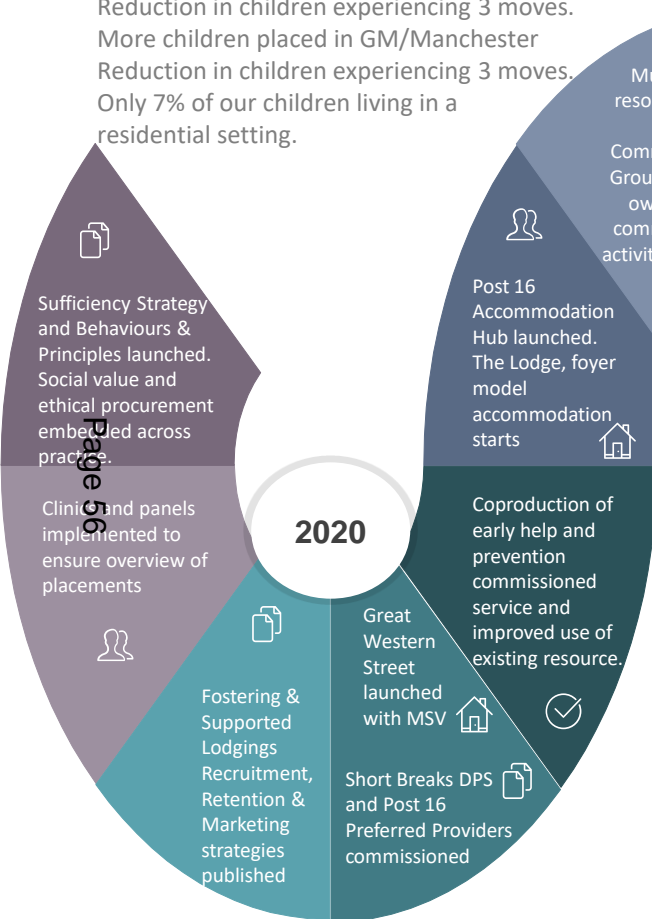 Reduction in children experiencing 3 moves.
More children placed in GM/Manchester
Reduction in children experiencing 3 moves.
Only 7% of our children living in a
residential setting.
Sufficiency Strategy
and Behaviours &
Principles launched.
Social value and
ethical procurement
embedded across
practice.
Page 56
Clinics and panels
implemented to
ensure overview of
placements
Fostering &
Supported
Lodgings
Recruitment,
Retention &
Marketing
strategies
published
2020
Great
Western
Street
launched
with MSV
Short Breaks DPS
and Post 16
Preferred Providers
commissioned
Coproduction of
early help and
prevention
commissioned
service and
improved use of
existing resource.
Post 16
Accommodation
Hub launched.
The Lodge, foyer
model
accommodation
starts